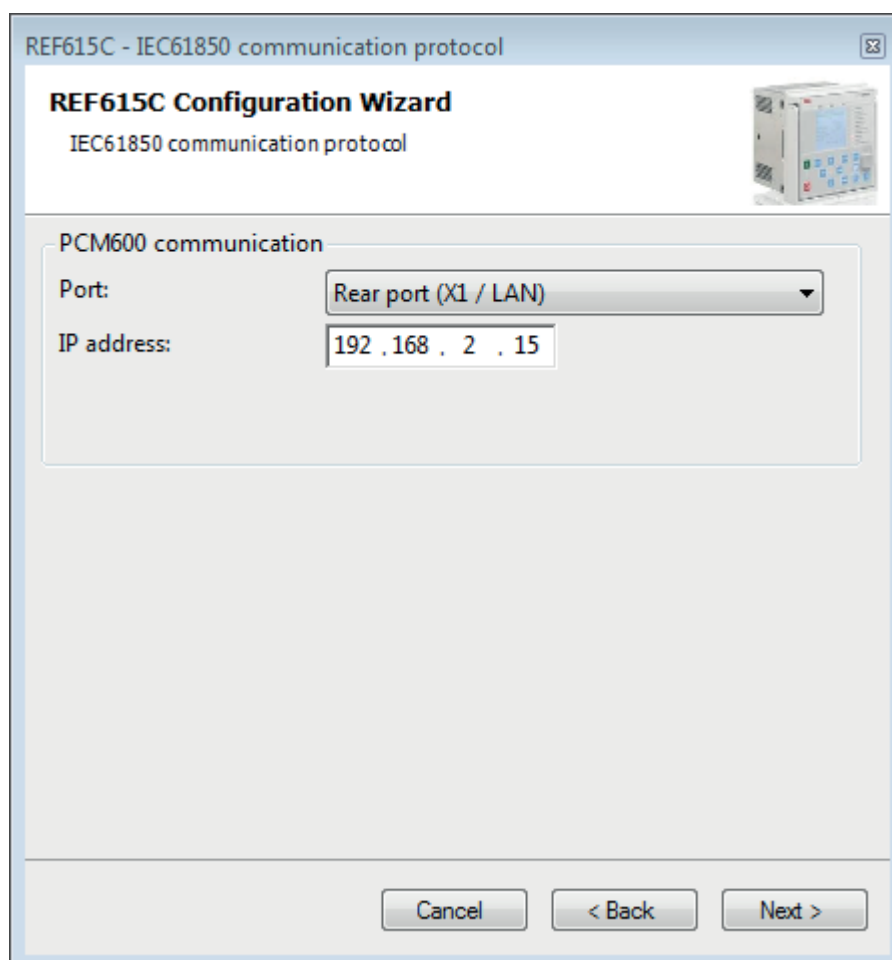 REF615C - IEC61850 communication protocol
REF615C Configuration Wizard
IEC61850 communication protocol
PCM600 communication
Port: Rear port (X1 / LAN)
IP address: 192 . 168 . 2 . 15
Cancel < Back Next >